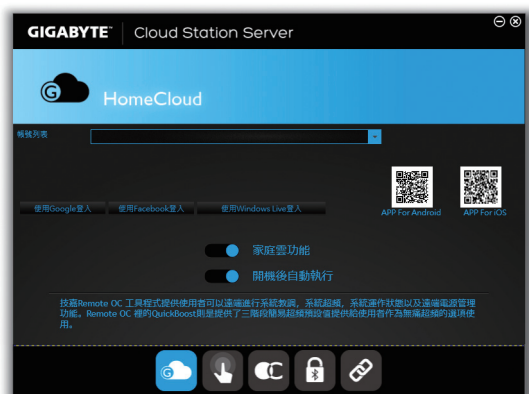 GIGABYTE™ Cloud Station Server
G HomeCloud
帳號列表
使用Google登入 使用Facebook登入 使用Windows Live登入
APP For Android APP For iOS
家庭雲功能
開機後自動執行
技嘉Remote OC 工具程式提供使用者可以遠端進行系統教調，系統超頻，系統運作狀態以及遠端電源管理
功能。Remote OC 裡的QuickBoost則是提供了三階段簡易超頻預設值提供給使用者作為無痛超頻的選項使
用。
G